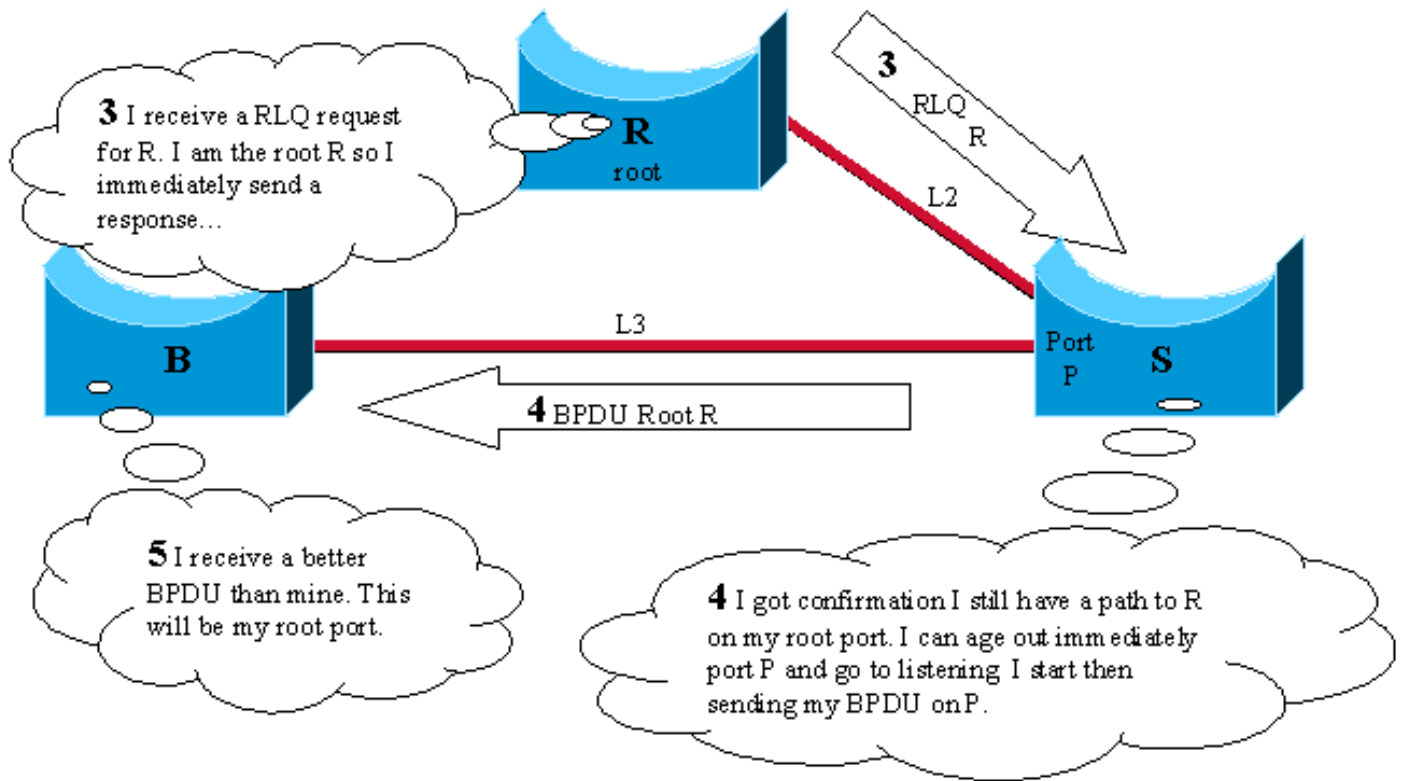 3 I receive a RLQ request
for R. I am the root R so I
immediately send a
response...
R
root
3
RLQ
R
L2
L3
B
Port
P
S
4 BPDU Root R
5 I receive a better
BPDU than mine. This
will be my root port.
4 I got confirmation I still have a path to R
on my root port. I can age out immediately
port P and go to listening. I start then
sending my BPDU on P.